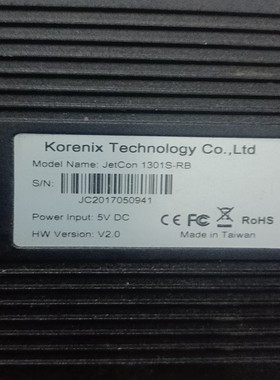 Korenix Technology Co.,Ltd
Model Name: JetCon 1301S-RB
S/N:
JC2017050941
Power Input: 5V DC
CE FC RoHS
HW Version: V2.0
Made in Taiwan